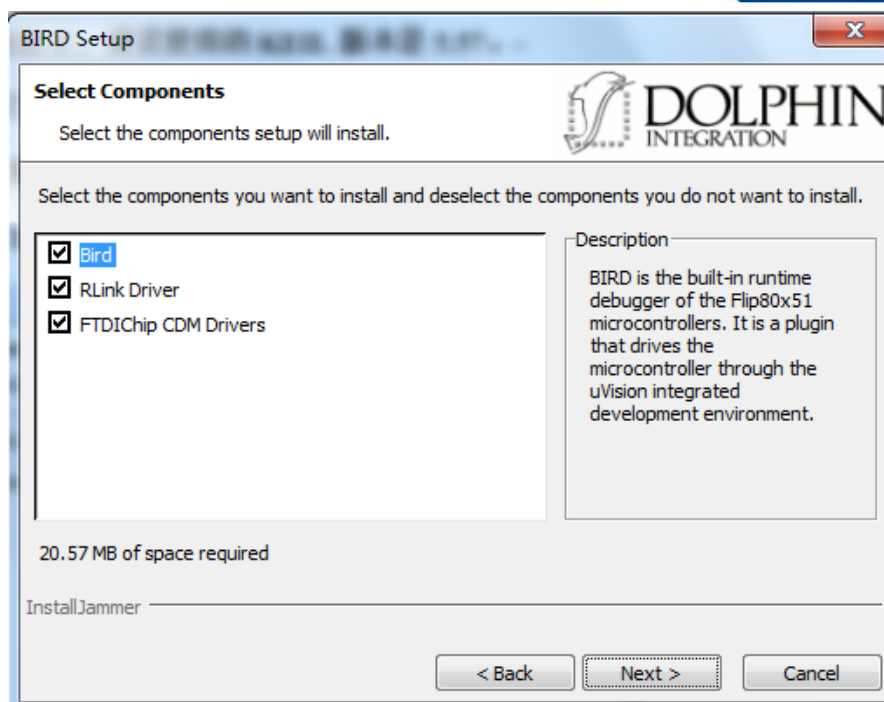 BIRD Setup
Select Components
Select the components setup will install.
DOLPHIN
INTEGRATION
Select the components you want to install and deselect the components you do not want to install.
Bird
RLink Driver
FTDIChip CDM Drivers
Description
BIRD is the built-in runtime
debugger of the Flip80x51
microcontrollers. It is a plugin
that drives the
microcontroller through the
uVision integrated
development environment.
20.57 MB of space required
InstallJammer
< Back
Next >
Cancel